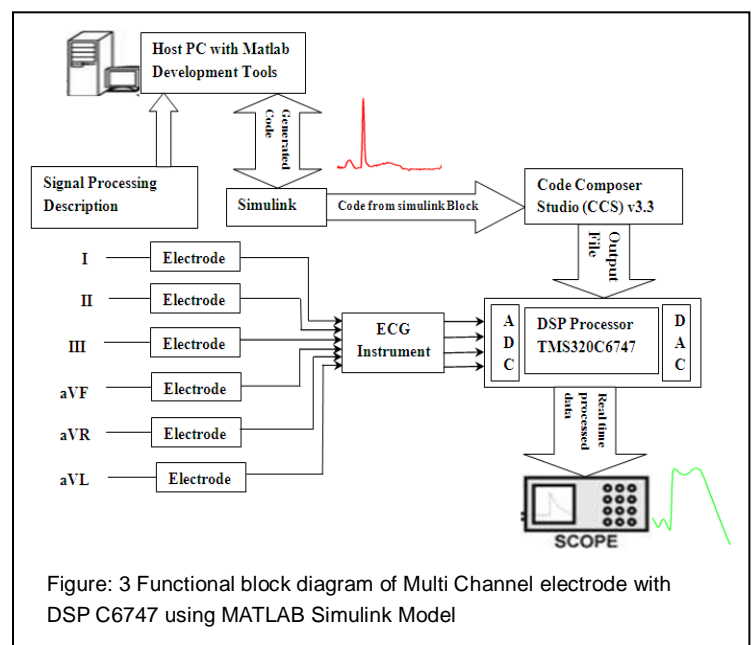 Host PC with Matlab
Development Tools
Generated
Code
Signal Processing
Description
Simulink
Code from simulink Block
Code Composer
Studio (CCS) v3.3
Output
File
I
Electrode
II
Electrode
III
Electrode
aVF
Electrode
aVR
Electrode
aVL
Electrode
ECG
Instrument
A
D
C
DSP Processor
TMS320C6747
D
A
C
Real time
processed
data
SCOPE
Figure: 3 Functional block diagram of Multi Channel electrode with
DSP C6747 using MATLAB Simulink Model